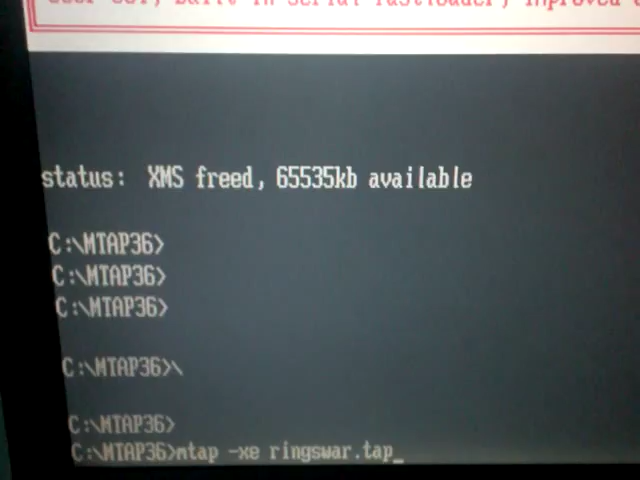 status: XMS freed, 65535kb available
C:\MTAP36>
C:\MTAP36>
C:\MTAP36>
C:\MTAP36>\
C:\MTAP36>
C:\MTAP36>mtap -xe ringswar.tap_